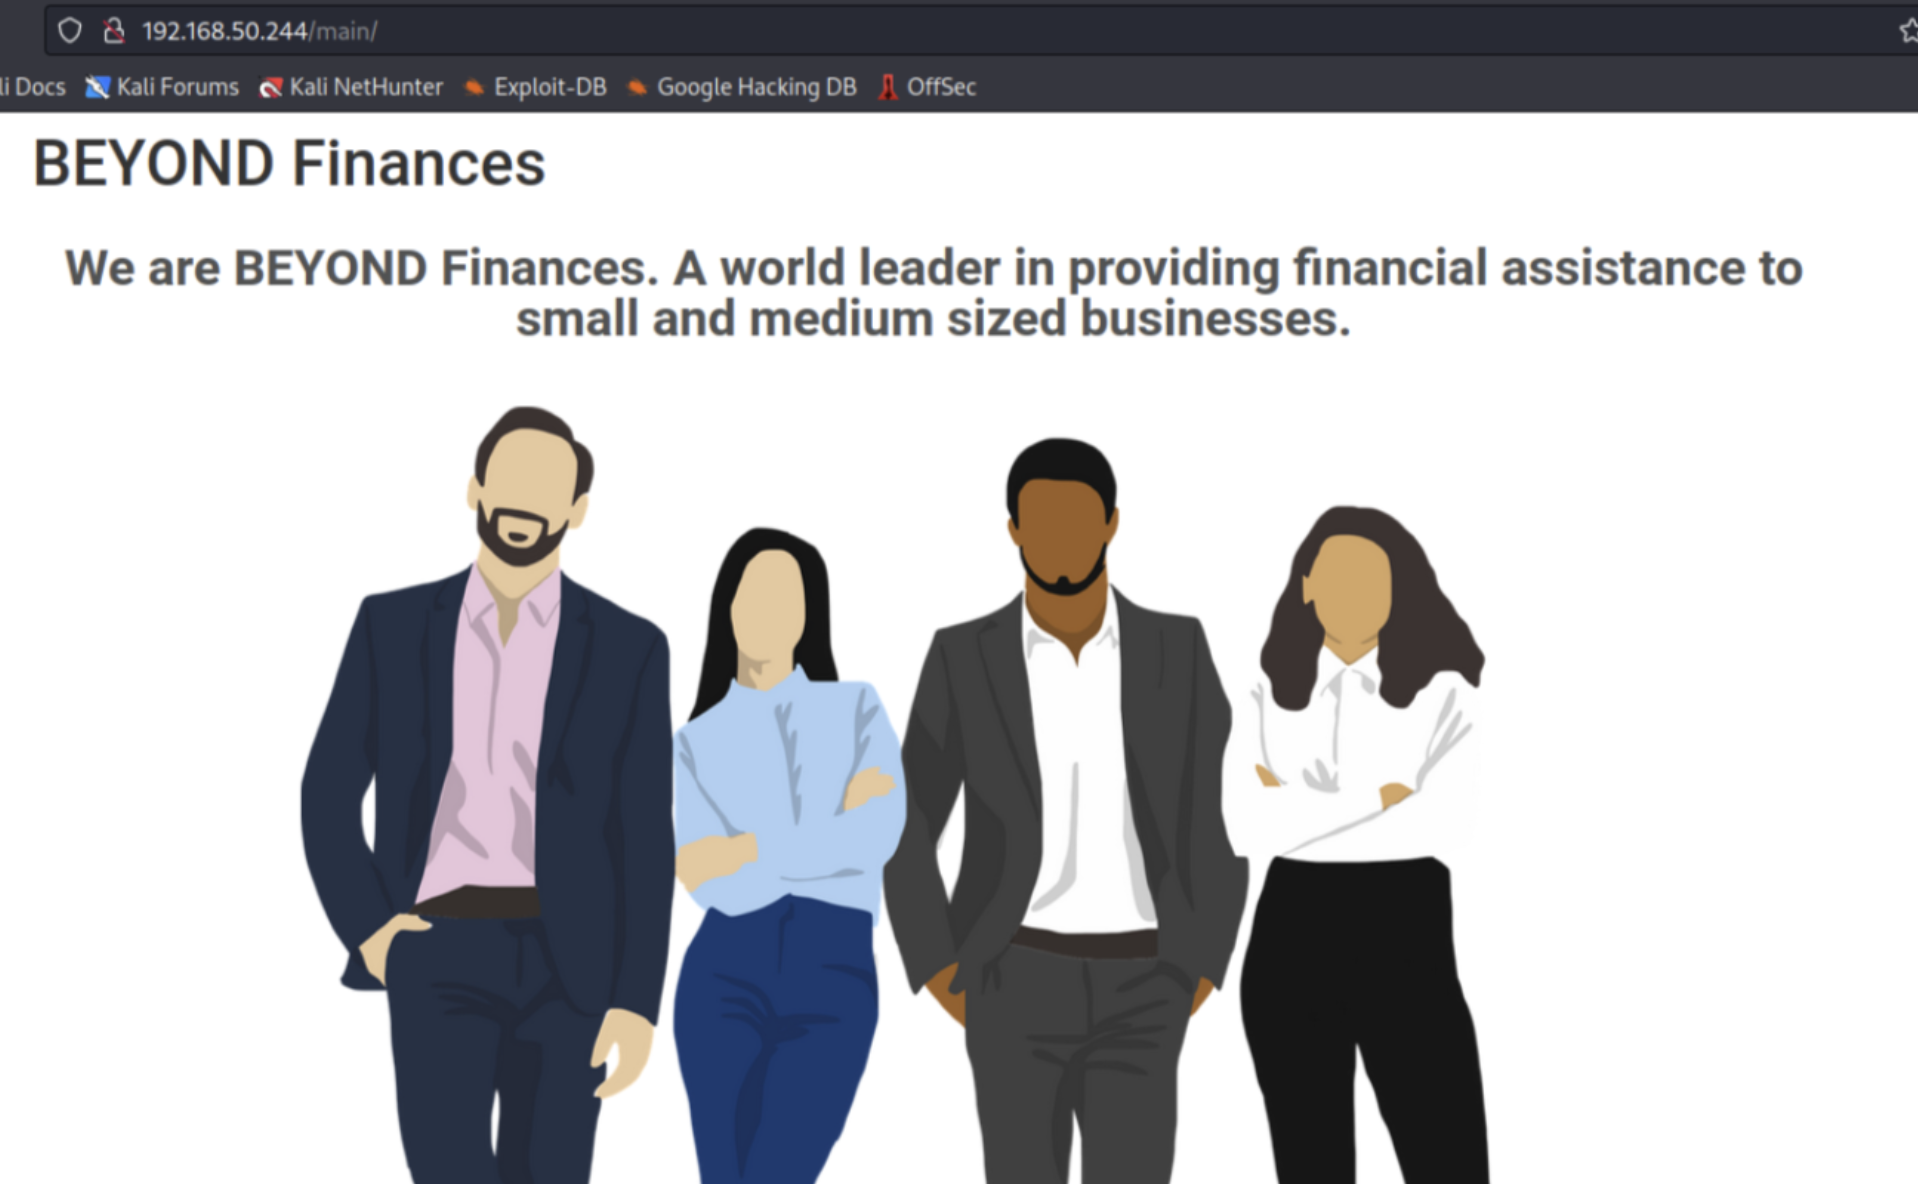 192.168.50.244/main/
Docs Kali Forums Kali NetHunter Exploit-DB Google Hacking DB OffSec
BEYOND Finances
We are BEYOND Finances. A world leader in providing financial assistance to
small and medium sized businesses.